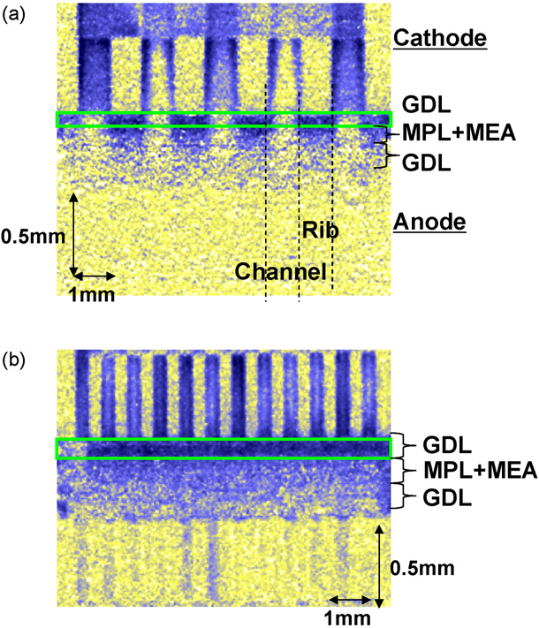 (a)
Cathode
GDL
MPL+MEA
GDL
0.5mm
Rib
Anode
Channel
1mm
(b)
GDL
MPL+MEA
GDL
0.5mm
1mm